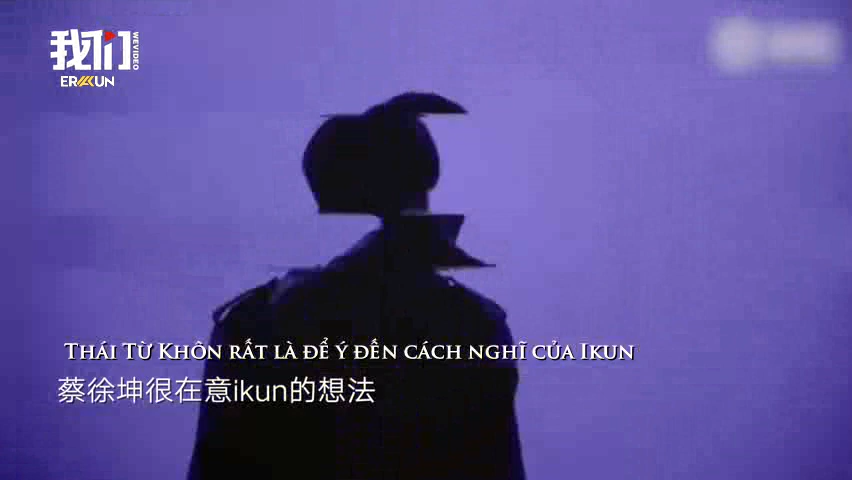 我们
WEVIDEO
ERKUN
Thái Từ Khôn rất là để ý đến cách nghĩ của Ikun
蔡徐坤很在意ikun的想法